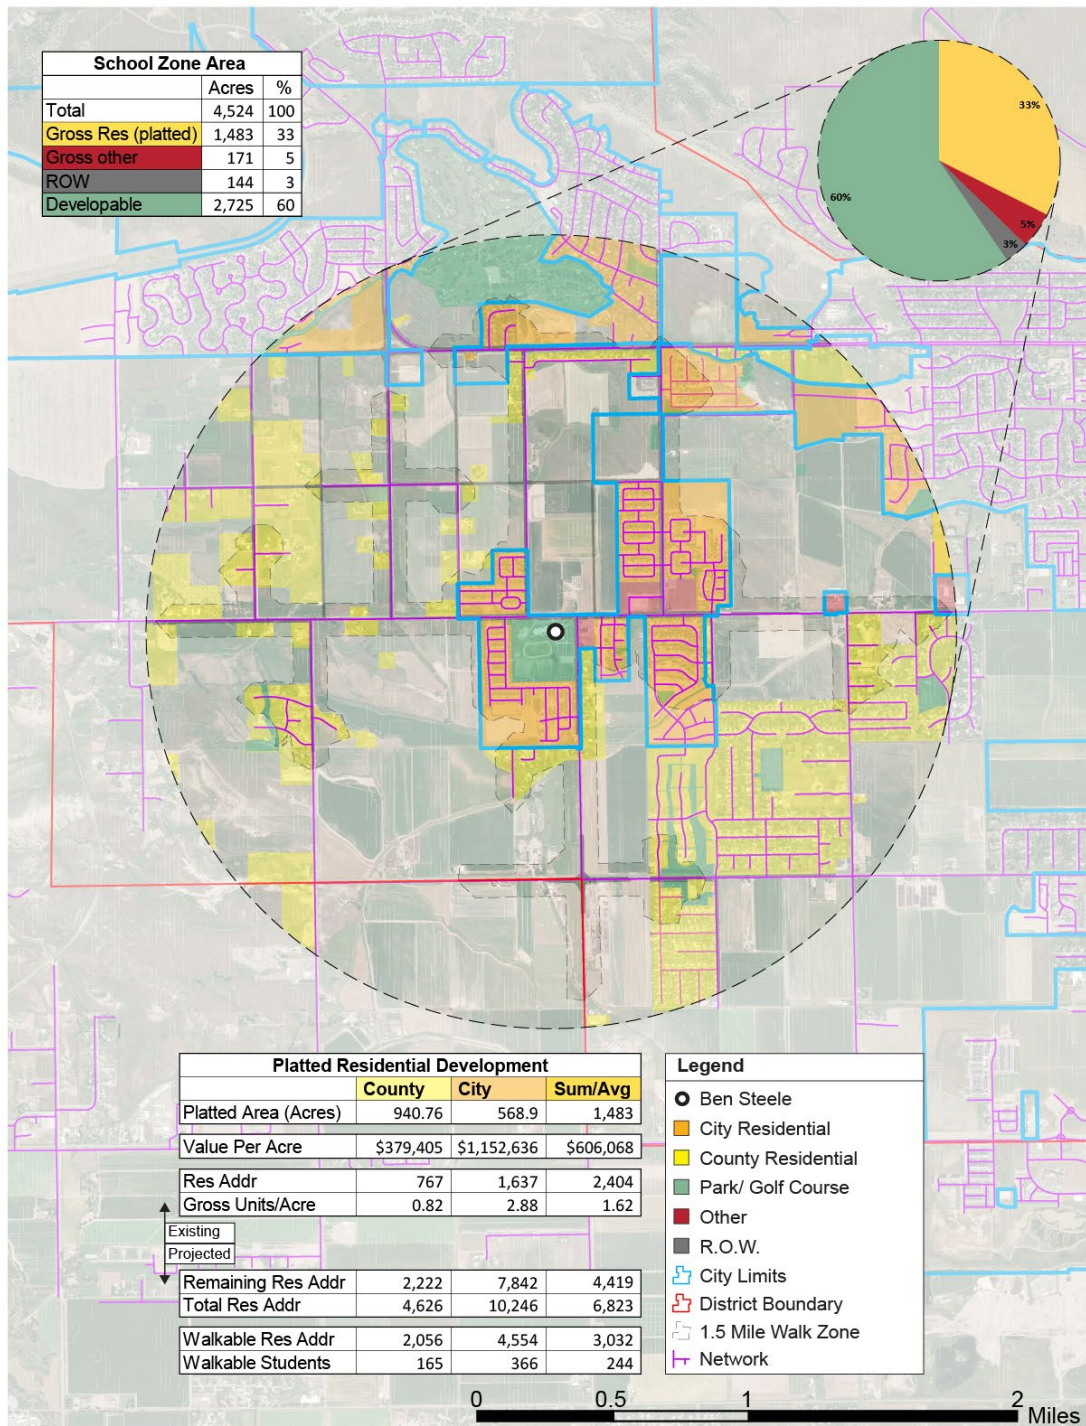 School Zone Area
Acres %
Total 4,524 100
Gross Res (platted) 1,483 33
Gross other 171 5
ROW 144 3
Developable 2,725 60
33%
60%
5%
3%
Platted Residential Development
County City Sum/Avg
Platted Area (Acres) 940.76 568.9 1,483
Value Per Acre $379,405 $1,152,636 $606,068
Res Addr 767 1,637 2,404
Gross Units/Acre 0.82 2.88 1.62
Existing
Projected
Remaining Res Addr 2,222 7,842 4,419
Total Res Addr 4,626 10,246 6,823
Walkable Res Addr 2,056 4,554 3,032
Walkable Students 165 366 244
Legend
Ben Steele
City Residential
County Residential
Park/ Golf Course
Other
R.O.W.
City Limits
District Boundary
1.5 Mile Walk Zone
Network
0 0.5 1 2
Miles